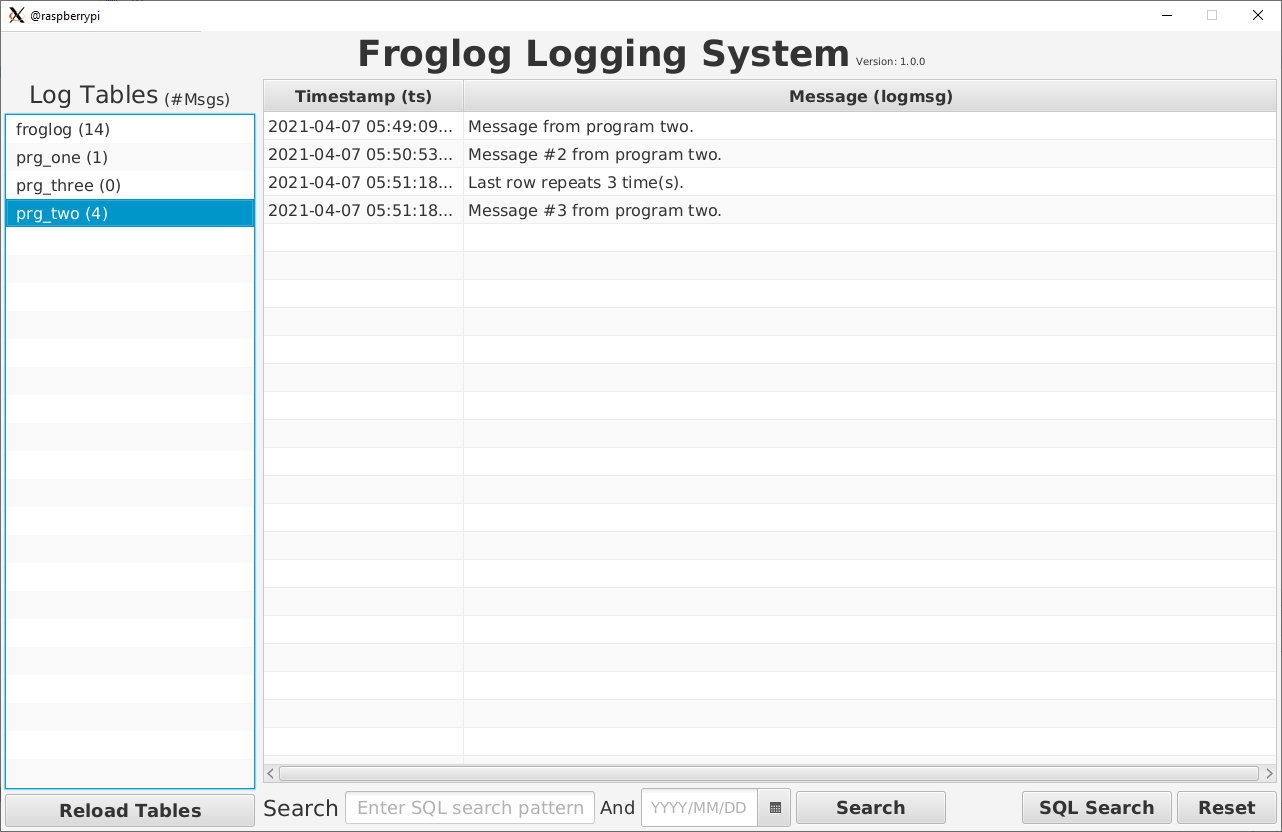 @raspberrypi
Froglog Logging System Version: 1.0.0
Log Tables (#Msgs)
froglog (14)
prg_one (1)
prg_three (0)
prg_two (4)
Timestamp (ts) Message (logmsg)
2021-04-07 05:49:09... Message from program two.
2021-04-07 05:50:53... Message #2 from program two.
2021-04-07 05:51:18... Last row repeats 3 time(s).
2021-04-07 05:51:18... Message #3 from program two.
Reload Tables Search Enter SQL search pattern And YYYY/MM/DD Search SQL Search Reset